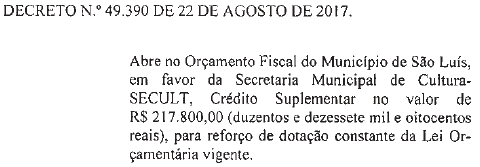 DECRETO N.º 49.390 DE 22 DE AGOSTO DE 2017.
Abre no Orçamento Fiscal do Município de São Luís,
em favor da Secretaria Municipal de Cultura-
SECULT, Crédito Suplementar no valor de
R$ 217.800,00 (duzentos e dezessete mil e oitocentos
reais), para reforço de dotação constante da Lei Or-
çamentária vigente.